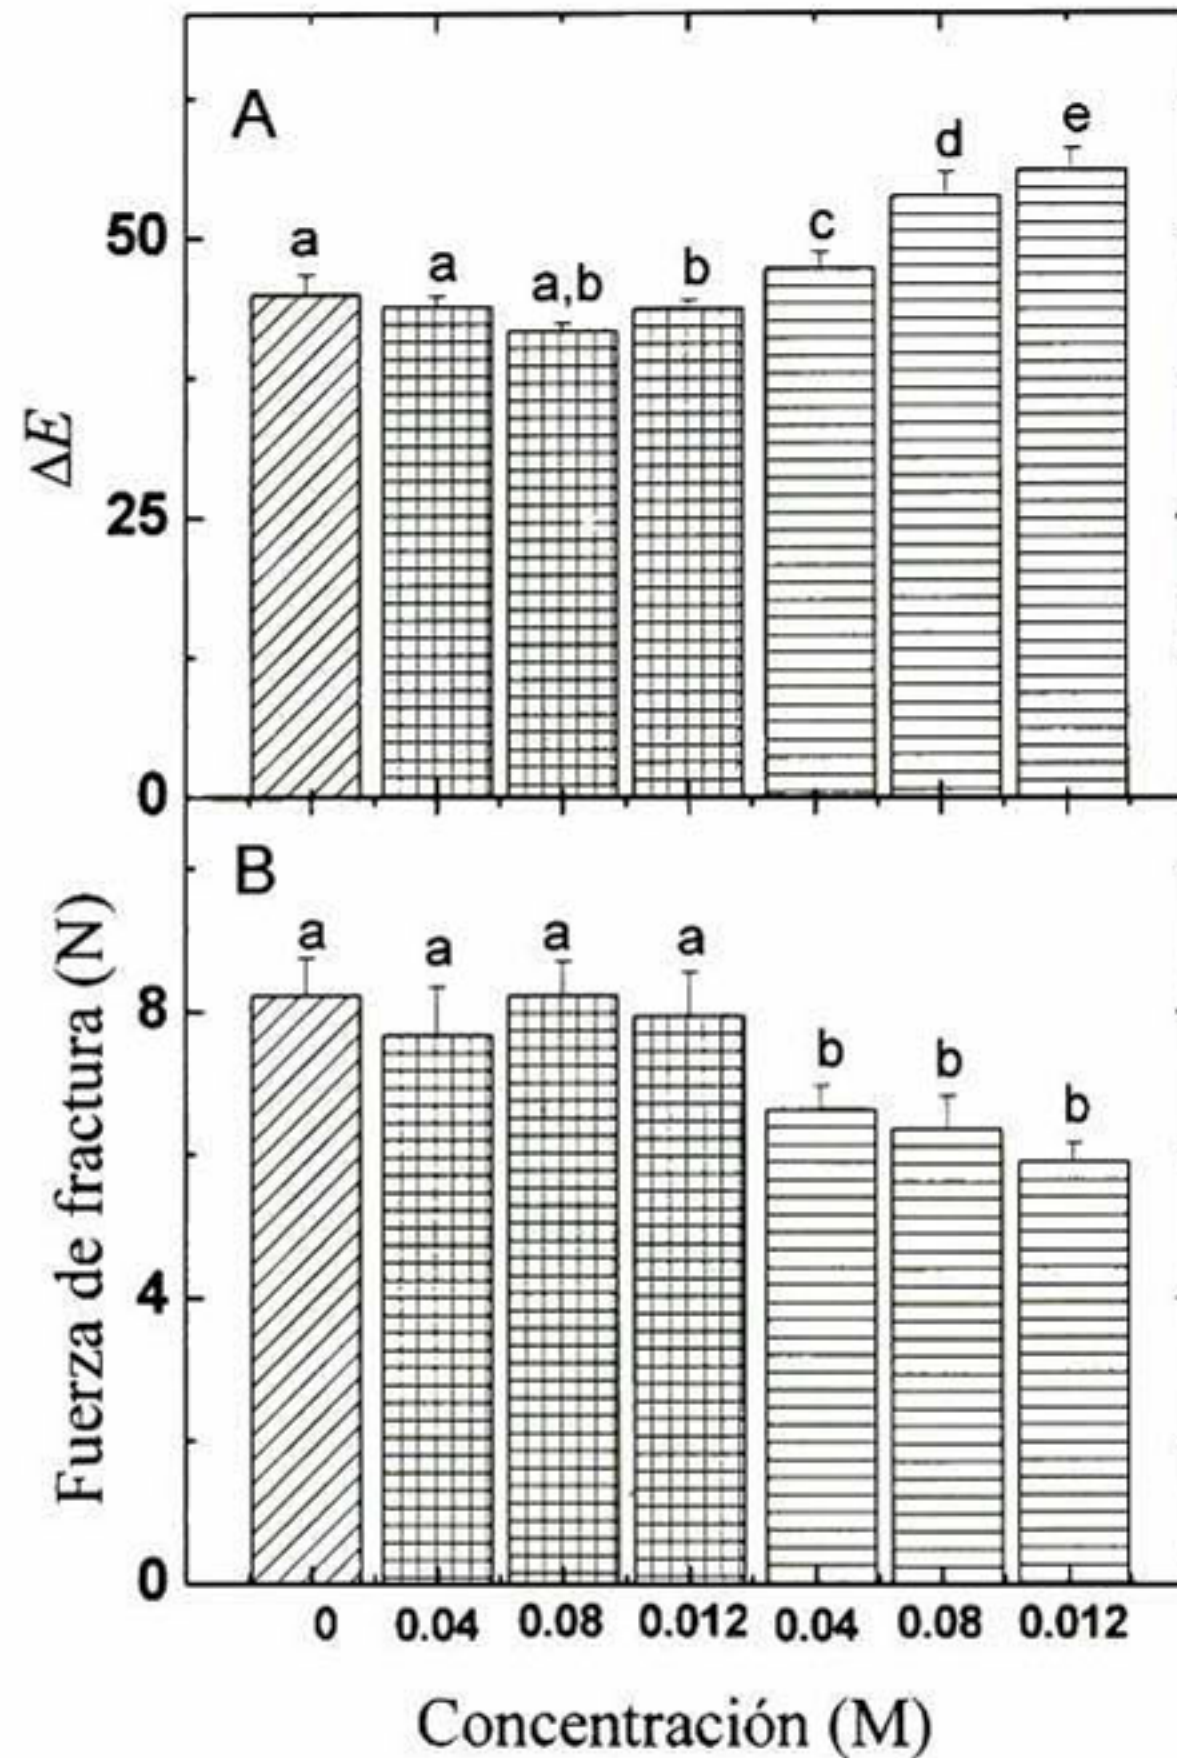 A
a a a,b b c d e
50
25
0
ΔE
B
a a a a b b b
8
4
0
Fuerza de fractura (N)
0 0.04 0.08 0.012 0.04 0.08 0.012
Concentración (M)